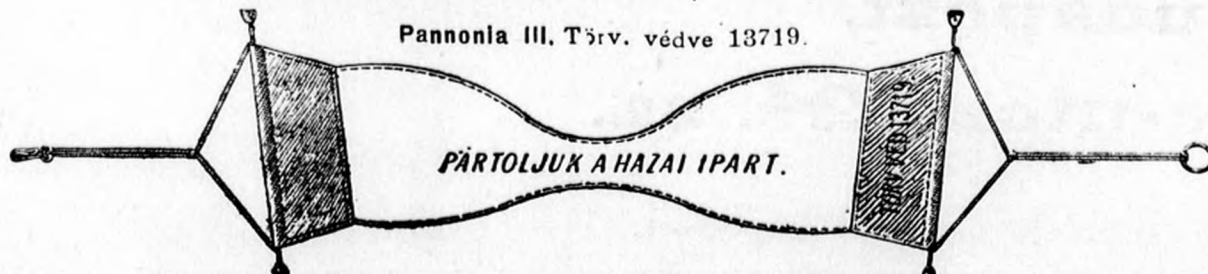 Pannonia III. Törv. védve 13719.
PÁRTOLJUK A HAZAI IPART.
TÖRV. VÉD. 13719